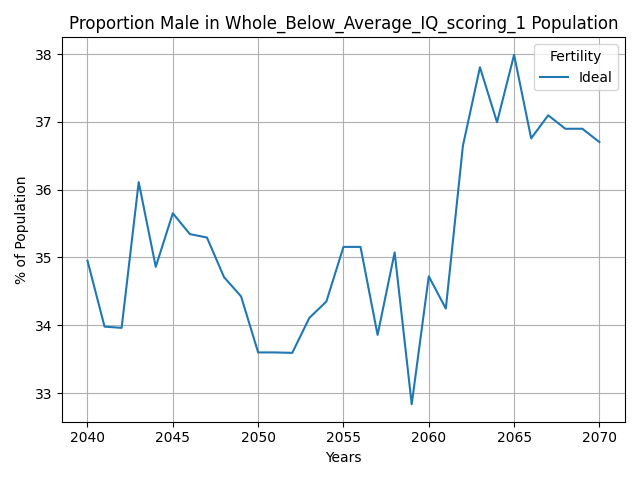 Proportion Male in Whole_Below_Average_IQ_scoring_1 Population
Fertility
Ideal
38
37
36
35
34
33
% of Population
2040 2045 2050 2055 2060 2065 2070
Years